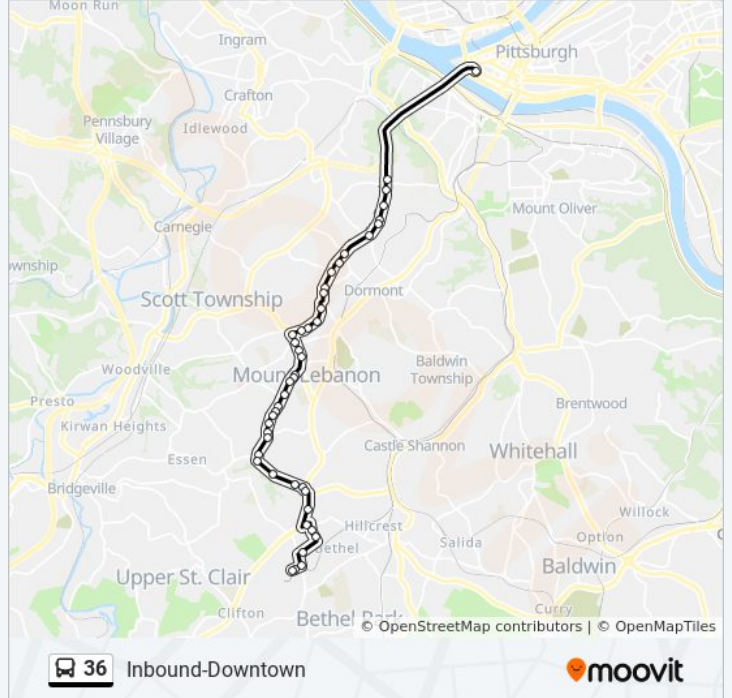 Moon Run
Ingram
Pittsburgh
Crafton
Pennsbury
Village
Idlewood
Mount Oliver
Carnegie
ownship
Scott Township
Dormont
Woodville
Baldwin
Township
Mount Lebanon
Presto
Brentwood
Kirwan Heights
Castle Shannon
Whitehall
Essen
Bridgeville
Willock
Hillcrest
Option
Salida
Bethel
Baldwin
Upper St. Clair
Curry
Clifton
Bethel Park
© OpenStreetMap contributors | © OpenMapTiles
36 Inbound-Downtown
moovit